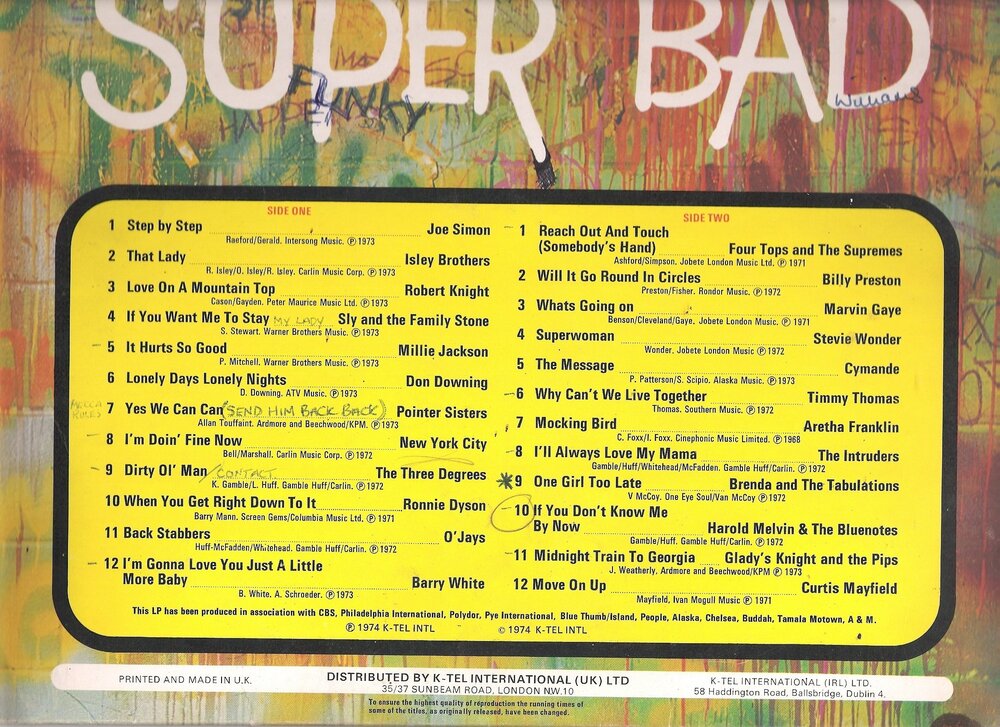 SUPER BAD
FUNKY
Williams
SIDE ONE
1 Step by Step Joe Simon
Raeford/Gerald. Intersong Music. Ⓟ 1973
2 That Lady Isley Brothers
R. Isley/O. Isley/R. Isley. Carlin Music Corp. Ⓟ 1973
3 Love On A Mountain Top Robert Knight
Cason/Gayden. Peter Maurice Music Ltd. Ⓟ 1973
4 If You Want Me To Stay MY LADY Sly and the Family Stone
S. Stewart. Warner Brothers Music. Ⓟ 1973
5 It Hurts So Good Millie Jackson
P. Mitchell. Warner Brothers Music. Ⓟ 1973
6 Lonely Days Lonely Nights Don Downing
D. Downing. ATV Music. Ⓟ 1973
7 Yes We Can Can (SEND HIM BACK BACK) Pointer Sisters
Allan Touffaint. Ardmore and Beechwood/KPM. Ⓟ 1973
8 I'm Doin' Fine Now New York City
Bell/Marshall. Carlin Music Corp. Ⓟ 1972
9 Dirty Ol' Man /CONTACT The Three Degrees
K. Gamble/L. Huff. Gamble Huff/Carlin. Ⓟ 1972
10 When You Get Right Down To It Ronnie Dyson
Barry Mann. Screen Gems/Columbia Music Ltd. Ⓟ 1971
11 Back Stabbers O'Jays
Huff-McFadden/Whitehead. Gamble Huff/Carlin. Ⓟ 1972
12 I'm Gonna Love You Just A Little
More Baby Barry White
B. White. A. Schroeder. Ⓟ 1973
SIDE TWO
1 Reach Out And Touch
(Somebody's Hand) Four Tops and The Supremes
Ashford/Simpson. Jobete London Music Ltd. Ⓟ 1971
2 Will It Go Round In Circles Billy Preston
Preston/Fisher. Rondor Music. Ⓟ 1972
3 Whats Going on Marvin Gaye
Benson/Cleveland/Gaye. Jobete London Music. Ⓟ 1971
4 Superwoman Stevie Wonder
Wonder. Jobete London Music Ⓟ 1972
5 The Message Cymande
P. Patterson/S. Scipio. Alaska Music. Ⓟ 1973
6 Why Can't We Live Together Timmy Thomas
Thomas. Southern Music. Ⓟ 1972
7 Mocking Bird Aretha Franklin
C. Foxx/I. Foxx. Cinephonic Music Limited. Ⓟ 1968
8 I'll Always Love My Mama The Intruders
Gamble/Huff/Whitehead/McFadden. Gamble Huff/Carlin. Ⓟ 1972
*9 One Girl Too Late Brenda and The Tabulations
V McCoy. One Eye Soul/Van McCoy Ⓟ 1972
10 If You Don't Know Me
By Now Harold Melvin & The Bluenotes
Gamble/Huff. Gamble Huff/Carlin. Ⓟ 1972
11 Midnight Train To Georgia Glady's Knight and the Pips
J. Weatherly. Ardmore and Beechwood/KPM Ⓟ 1973
12 Move On Up Curtis Mayfield
Mayfield. Ivan Mogull Music Ⓟ 1971
This LP has been produced in association with CBS, Philadelphia International, Polydor, Pye International, Blue Thumb/Island, People, Alaska, Chelsea, Buddah, Tamala Motown, A & M.
Ⓟ 1974 K-TEL INTL © 1974 K-TEL INTL
PRINTED AND MADE IN U.K.
DISTRIBUTED BY K-TEL INTERNATIONAL (UK) LTD
35/37 SUNBEAM ROAD, LONDON NW.10
K-TEL INTERNATIONAL (IRL) LTD.
58 Haddington Road, Ballsbridge, Dublin 4.
To ensure the highest quality of reproduction the running times of
some of the titles, as originally released, have been changed.